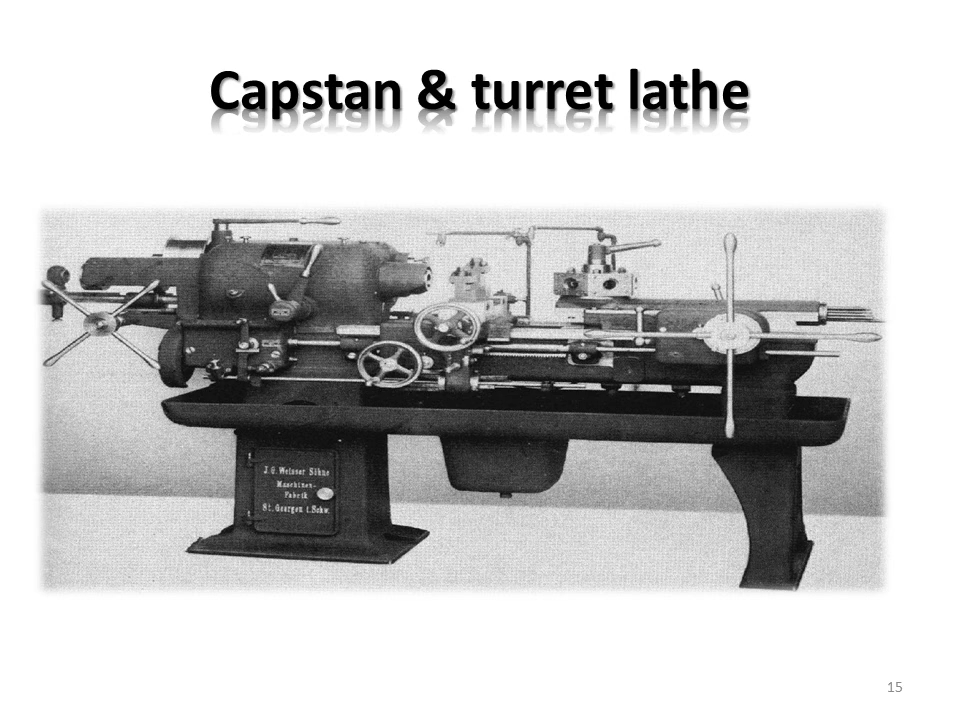 Capstan & turret lathe
J. G. Weisser Söhne
Maschinen-
Fabrik
St. Georgen i. Schw.
15